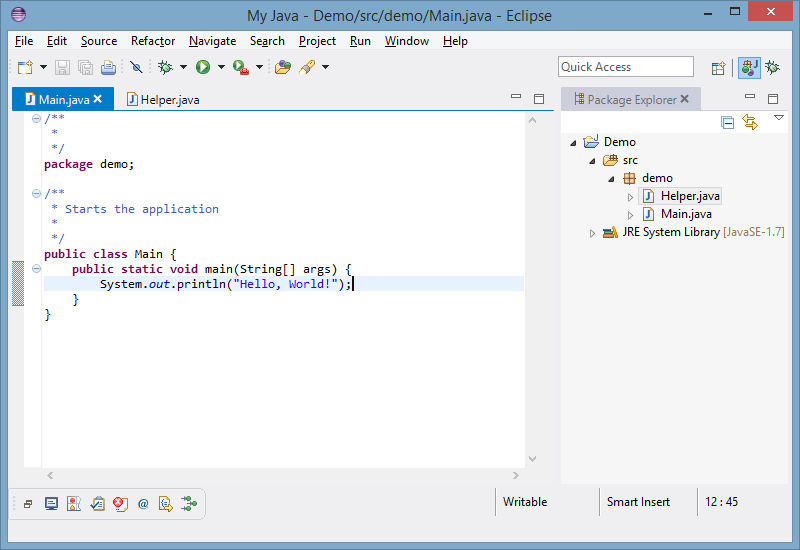 My Java - Demo/src/demo/Main.java - Eclipse
File Edit Source Refactor Navigate Search Project Run Window Help
Quick Access
Main.java Helper.java
Package Explorer
/**
 *
 */
package demo;
/**
 * Starts the application
 *
 */
public class Main {
    public static void main(String[] args) {
        System.out.println("Hello, World!");
    }
}
Demo
src
demo
Helper.java
Main.java
JRE System Library [JavaSE-1.7]
Writable Smart Insert 12 : 45